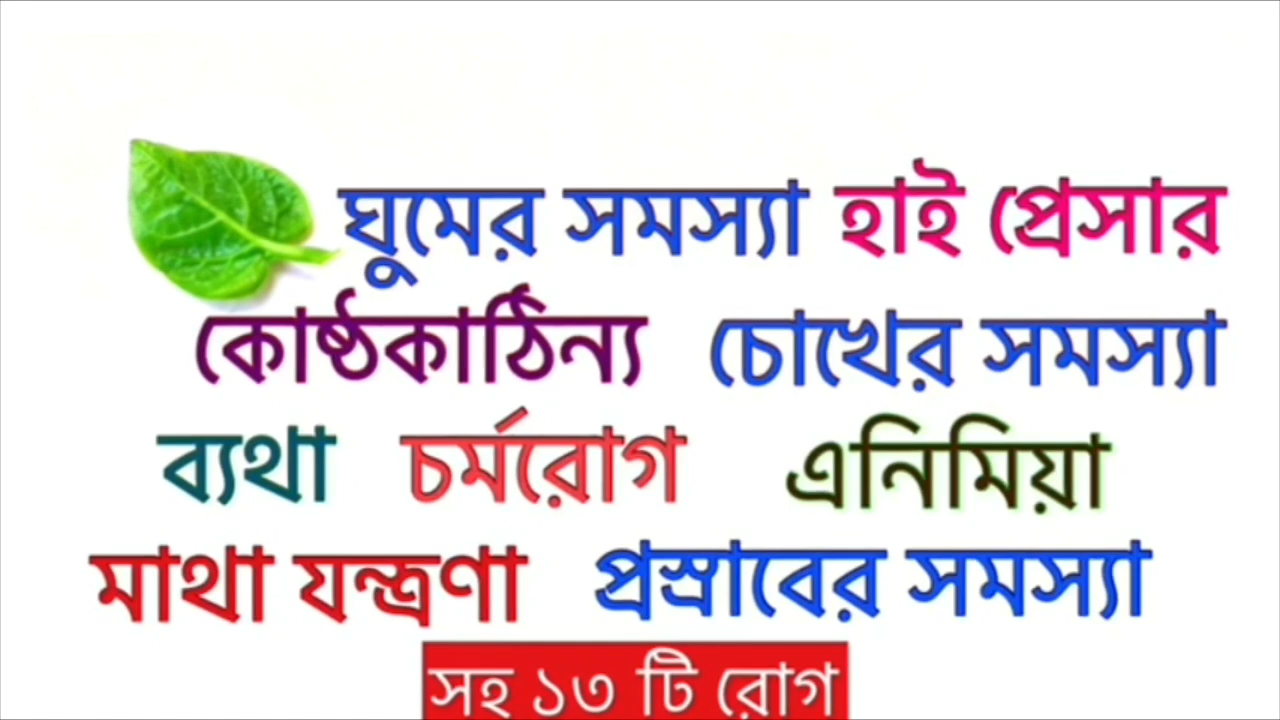 ঘুমের সমস্যা হাই প্রেসার
কোষ্ঠকাঠিন্য চোখের সমস্যা
ব্যথা চর্মরোগ এনিমিয়া
মাথা যন্ত্রণা প্রস্রাবের সমস্যা
সহ ১৩ টি রোগ